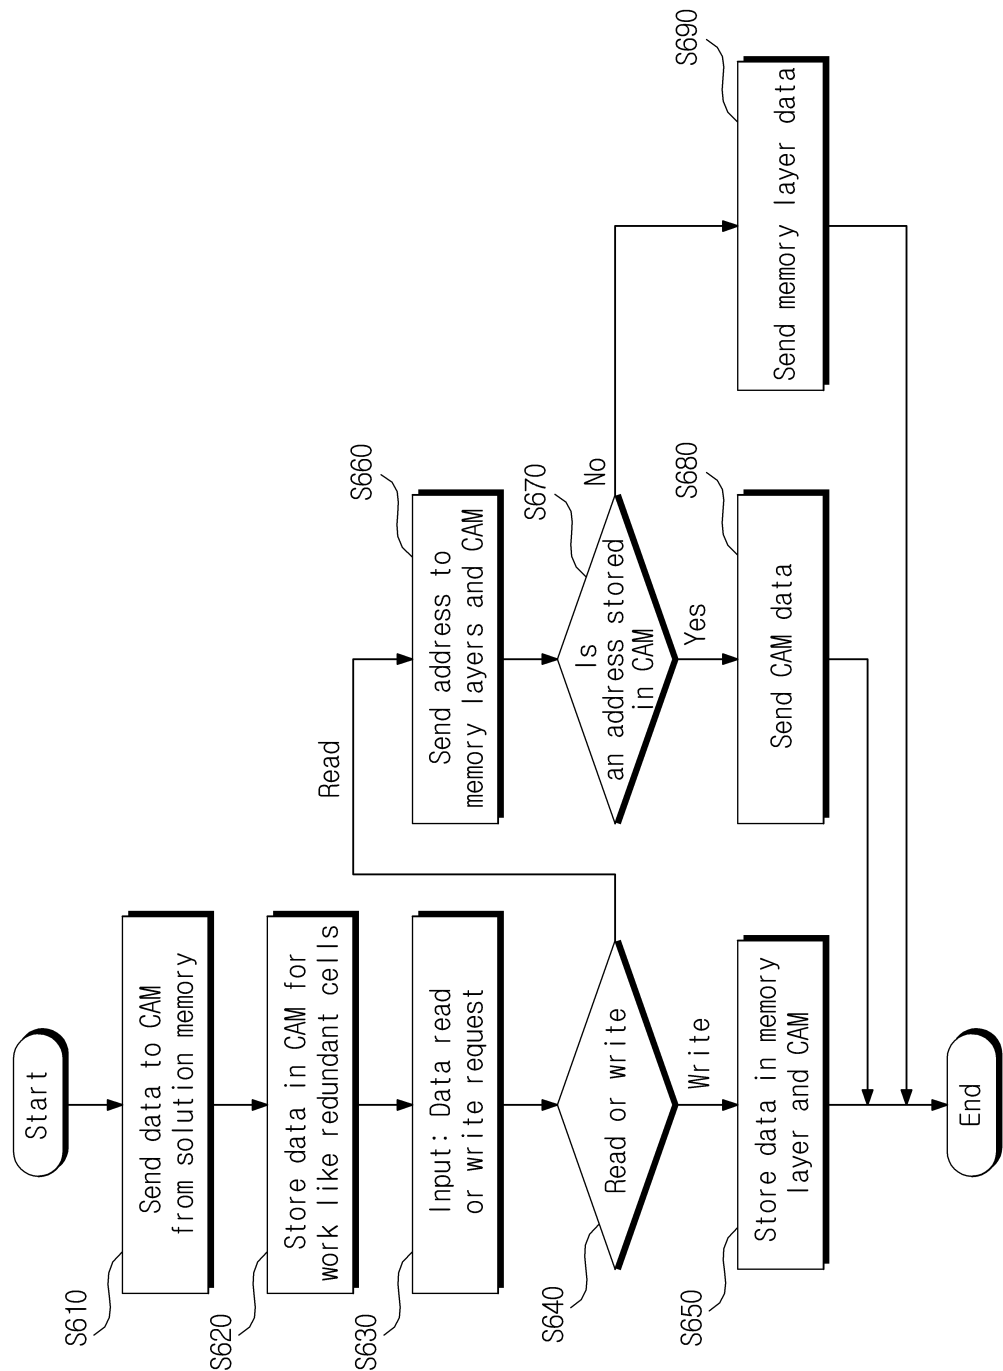 Start
S610
Send data to CAM
from solution memory
S620
Store data in CAM for
work like redundant cells
S630
Input: Data read
or write request
S640
Read or write
Write
S650
Store data in memory
layer and CAM
End
Read
S660
Send address to
memory layers and CAM
S670
Is
an address stored
in CAM
Yes
No
S680
Send CAM data
S690
Send memory layer data